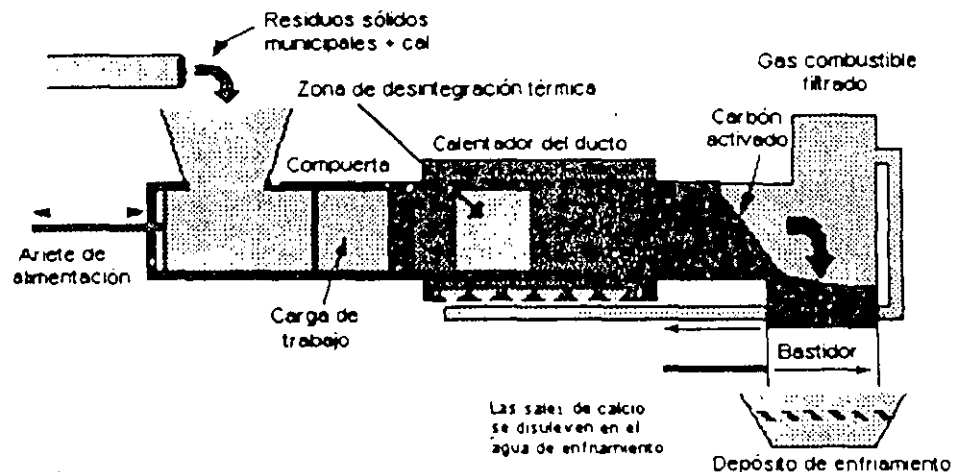 Residuos sólidos
municipales + cal
Gas combustible
filtrado
Zona de desintegración térmica
Carbón
activado
Calentador del ducto
Compuerta
Ariete de
alimentación
Carga de
trabajo
Bastidor
Las sales de calcio
se disuelven en el
agua de enfriamiento
Depósito de enfriamiento